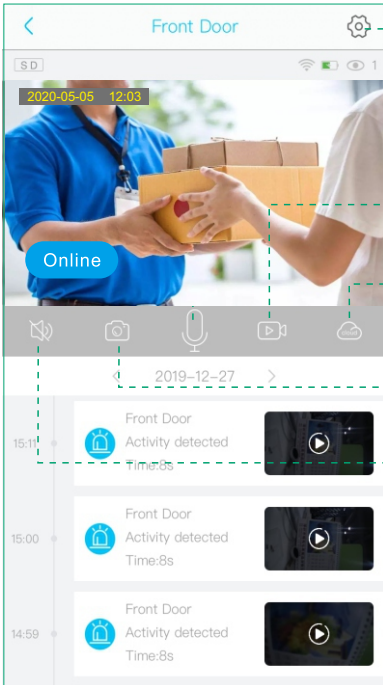 Front Door
SD
1
2020-05-05 12:03
Online
cloud
2019-12-27
15:11
Front Door
Activity detected
Time:8s
15:00
Front Door
Activity detected
Time:8s
14:59
Front Door
Activity detected
Time:8s